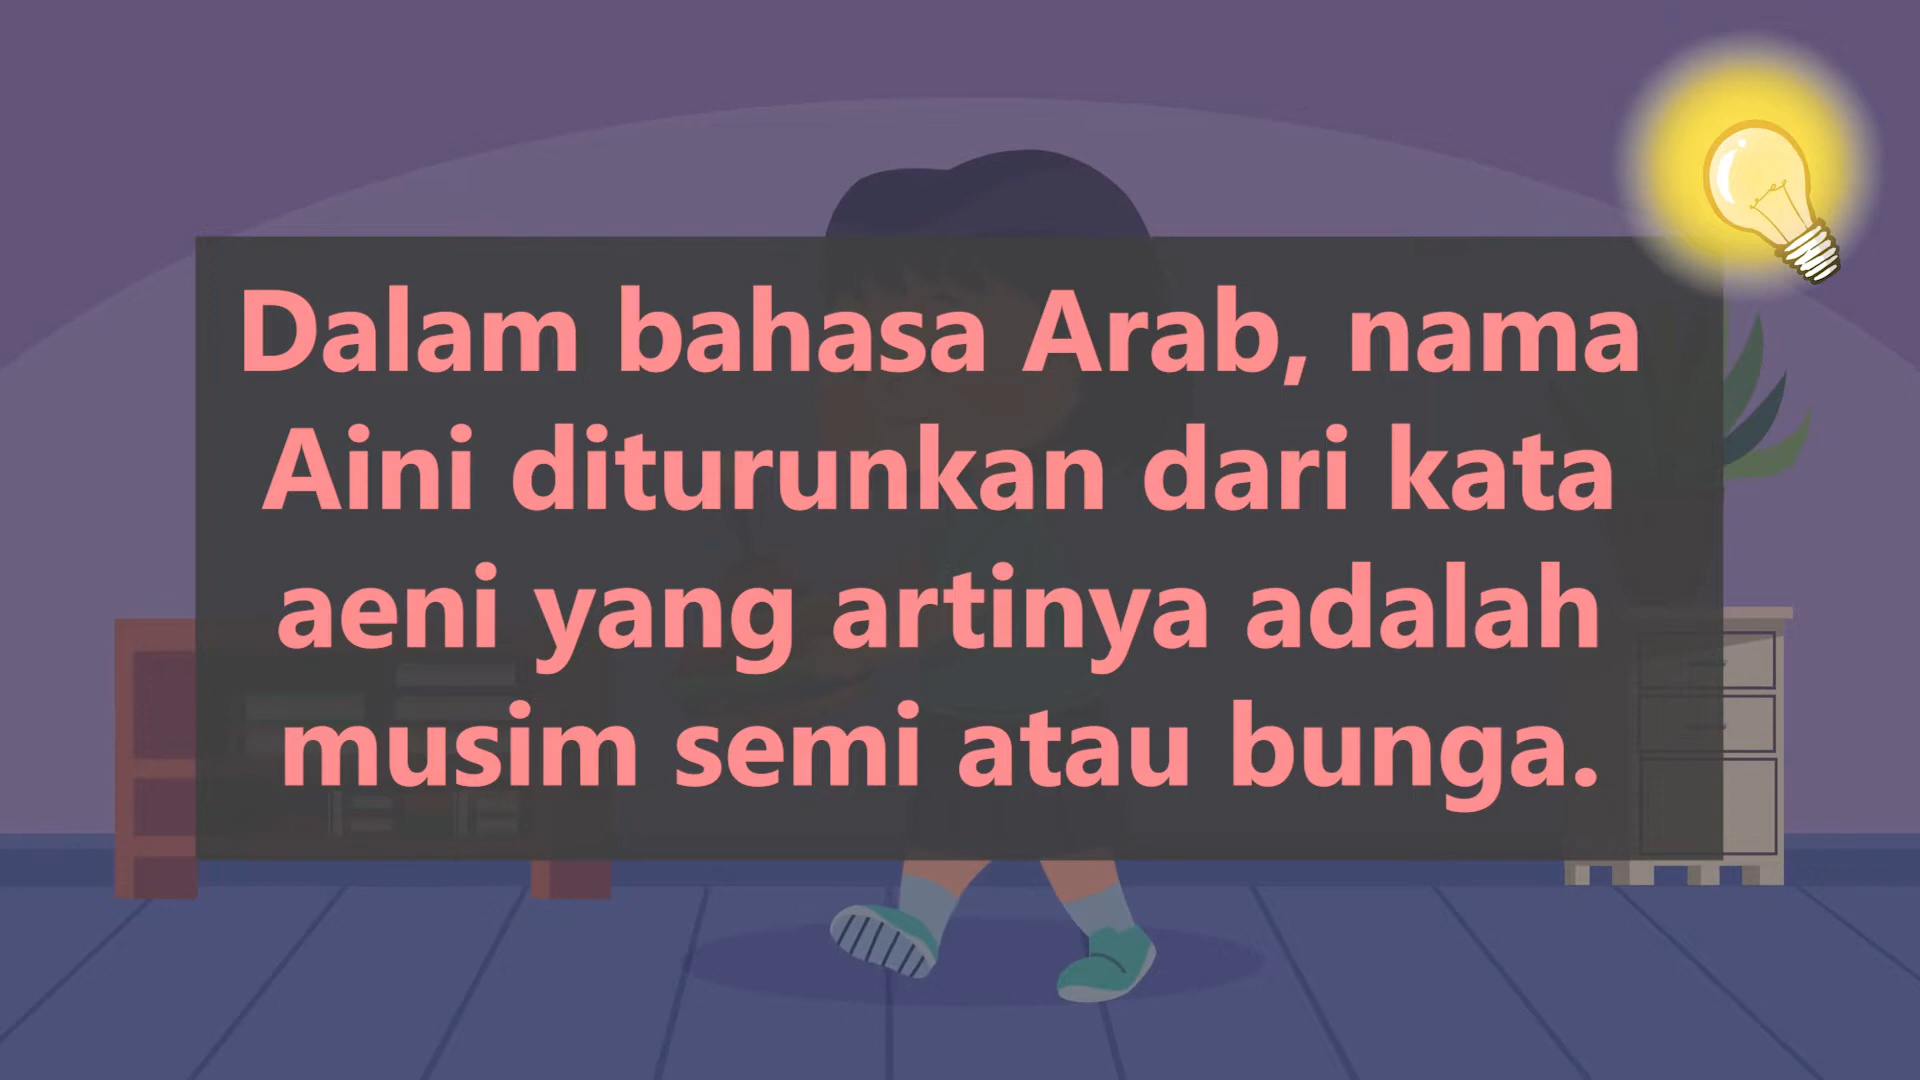 Dalam bahasa Arab, nama
Aini diturunkan dari kata
aeni yang artinya adalah
musim semi atau bunga.